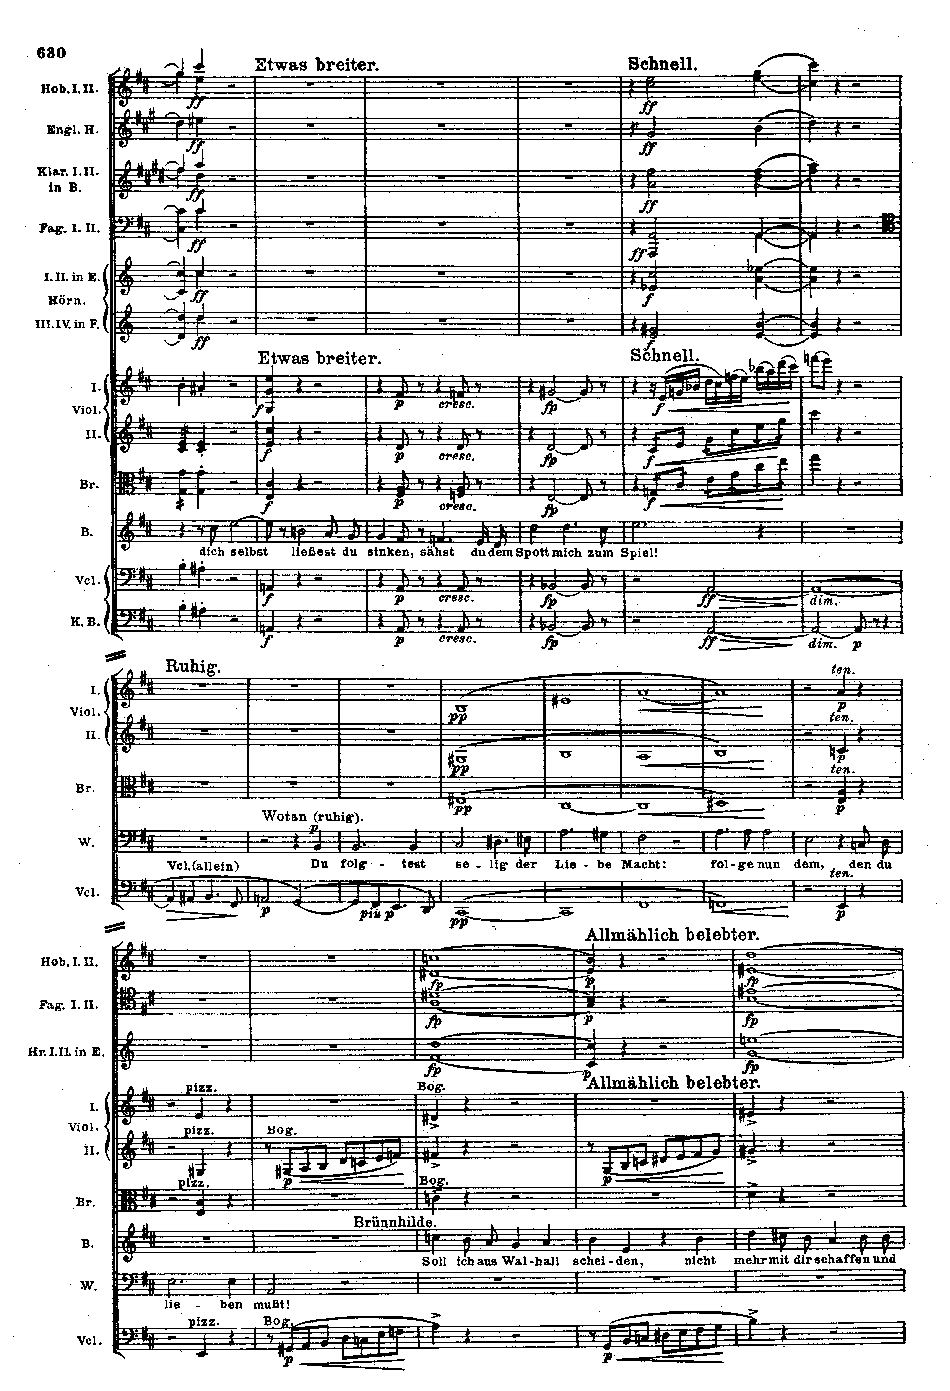 630
Etwas breiter. Schnell.
Hob. I. II.
ff ff
Engl. H.
ff ff
Klar. I. II.
in B.
ff ff
Fag. I. II.
ff ff
I. II. in E.
ff f
Hörn.
III. IV. in F.
ff f
Etwas breiter. Schnell.
I.
f p cresc. fp f
Viol.
II.
f p cresc. fp f
Br.
f p cresc. fp f
B.
dich selbst ließest du sinken, sähst du dem Spott mich zum Spiel!
Vcl.
f p cresc. fp ff dim.
K. B.
f p cresc. fp ff dim. p
Ruhig. ten.
I.
pp p
Viol. ten.
II.
pp p
ten.
Br.
pp p
Wotan (ruhig).
p
W.
Vcl. (allein) Du folg - test se - lig der Lie - be Macht: fol - ge nun dem, den du
ten.
Vcl.
p più p pp p
Allmählich belebter.
Hob. I. II.
fp p fp
Fag. I. II.
fp p fp
Hr. I. II. in E.
fp p fp
pizz. Bog. Allmählich belebter.
I.
Viol.
pizz. Bog.
II.
p p
pizz. Bog.
Br.
Brünnhilde.
B.
Soll ich aus Wal - hall schei - den, nicht mehr mit dir schaffen und
W.
lie - ben mußt!
pizz. Bog.
Vcl.
p p